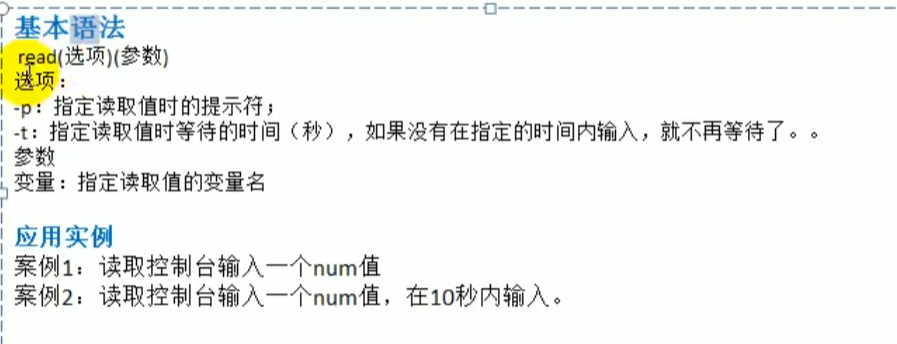 基本语法
read(选项)(参数)
选项：
-p：指定读取值时的提示符；
-t：指定读取值时等待的时间（秒），如果没有在指定的时间内输入，就不再等待了。。
参数
变量：指定读取值的变量名
应用实例
案例1：读取控制台输入一个num值
案例2：读取控制台输入一个num值，在10秒内输入。